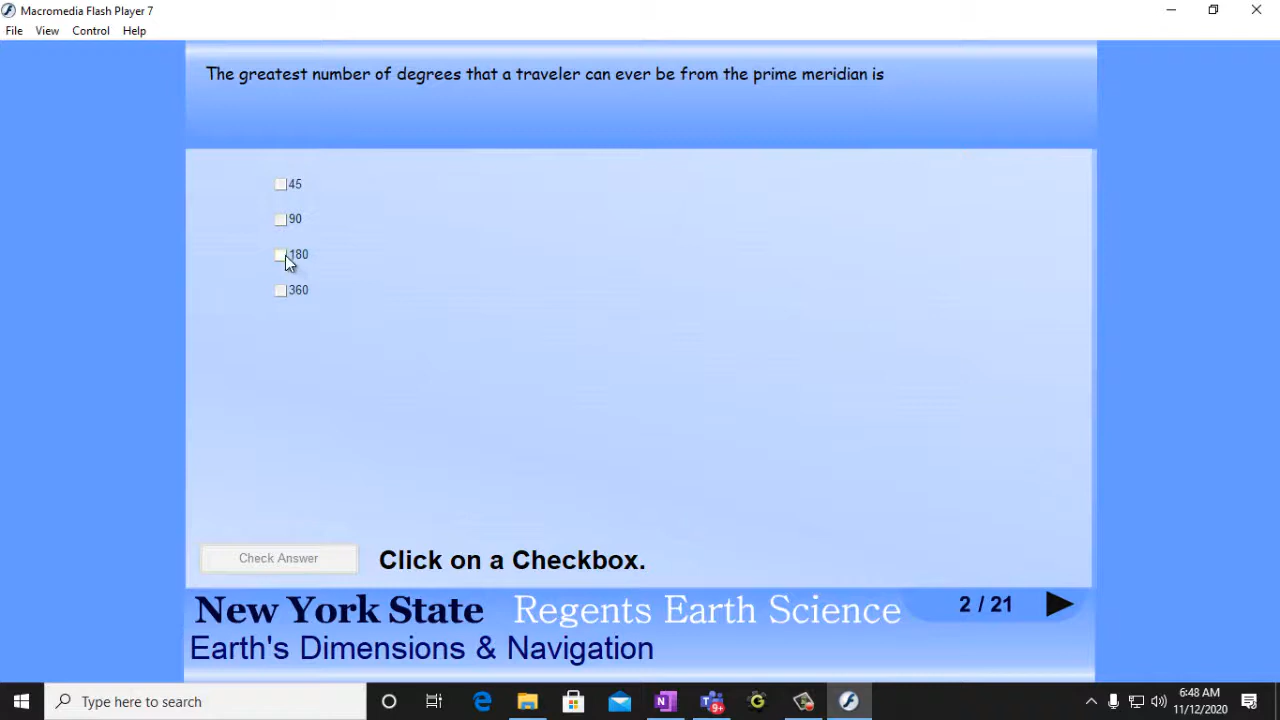 Macromedia Flash Player 7
File View Control Help
The greatest number of degrees that a traveler can ever be from the prime meridian is
45
90
180
360
Check Answer
Click on a Checkbox.
New York State Regents Earth Science
2 / 21
Earth's Dimensions & Navigation
Type here to search
9+
6:48 AM
11/12/2020